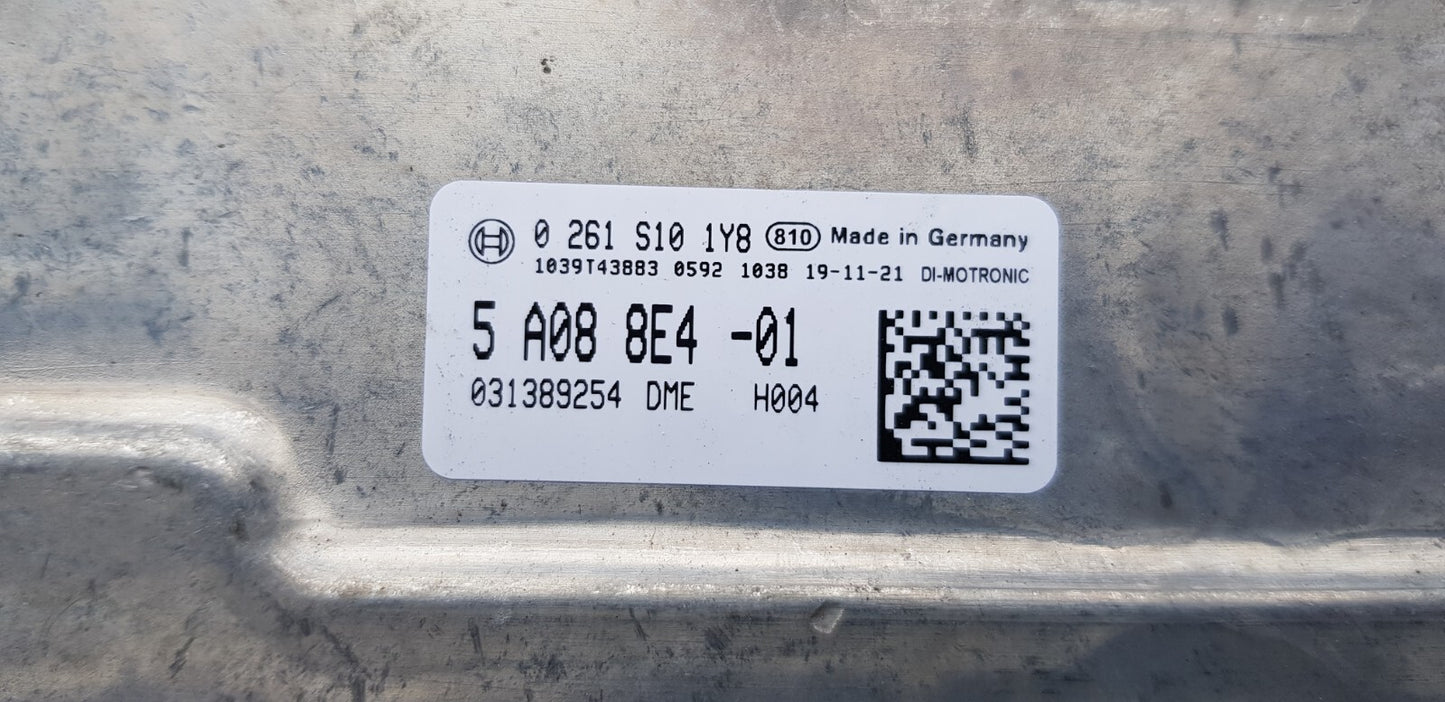 0 261 S10 1Y8 810 Made in Germany
1039T43883 0592 1038 19-11-21 DI-MOTRONIC
5 A08 8E4 -01
031389254 DME H004